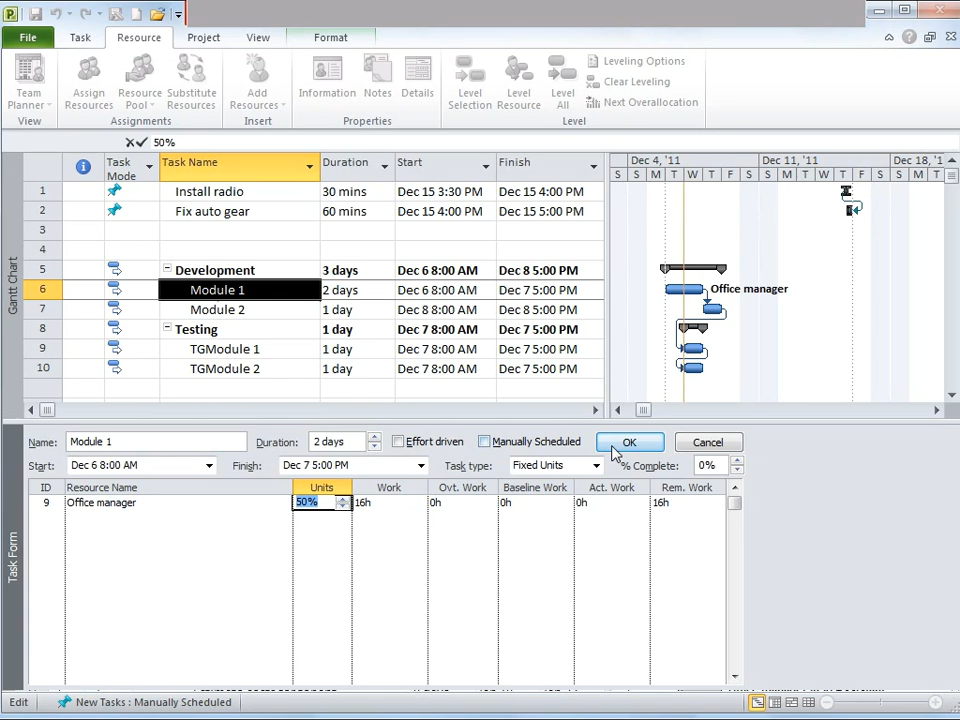 File Task Resource Project View Format
Team Planner Assign Resources Resource Pool Substitute Resources Add Resources Information Notes Details Level Selection Level Resource Level All
Leveling Options
Clear Leveling
Next Overallocation
View Assignments Insert Properties Level
50%
Task Mode Task Name Duration Start Finish
Dec 4, '11 Dec 11, '11 Dec 18, '1
S S M T W T F S S M T W T F S S M T
1 Install radio 30 mins Dec 15 3:30 PM Dec 15 4:00 PM
2 Fix auto gear 60 mins Dec 15 4:00 PM Dec 15 5:00 PM
3
4
5 Development 3 days Dec 6 8:00 AM Dec 8 5:00 PM
6 Module 1 2 days Dec 6 8:00 AM Dec 7 5:00 PM Office manager
7 Module 2 1 day Dec 8 8:00 AM Dec 8 5:00 PM
8 Testing 1 day Dec 7 8:00 AM Dec 7 5:00 PM
9 TGModule 1 1 day Dec 7 8:00 AM Dec 7 5:00 PM
10 TGModule 2 1 day Dec 7 8:00 AM Dec 7 5:00 PM
Gantt Chart
Name: Module 1 Duration: 2 days Effort driven Manually Scheduled OK Cancel
Start: Dec 6 8:00 AM Finish: Dec 7 5:00 PM Task type: Fixed Units % Complete: 0%
ID Resource Name Units Work Ovt. Work Baseline Work Act. Work Rem. Work
9 Office manager 50% 16h 0h 0h 0h 16h
Task Form
Edit New Tasks : Manually Scheduled